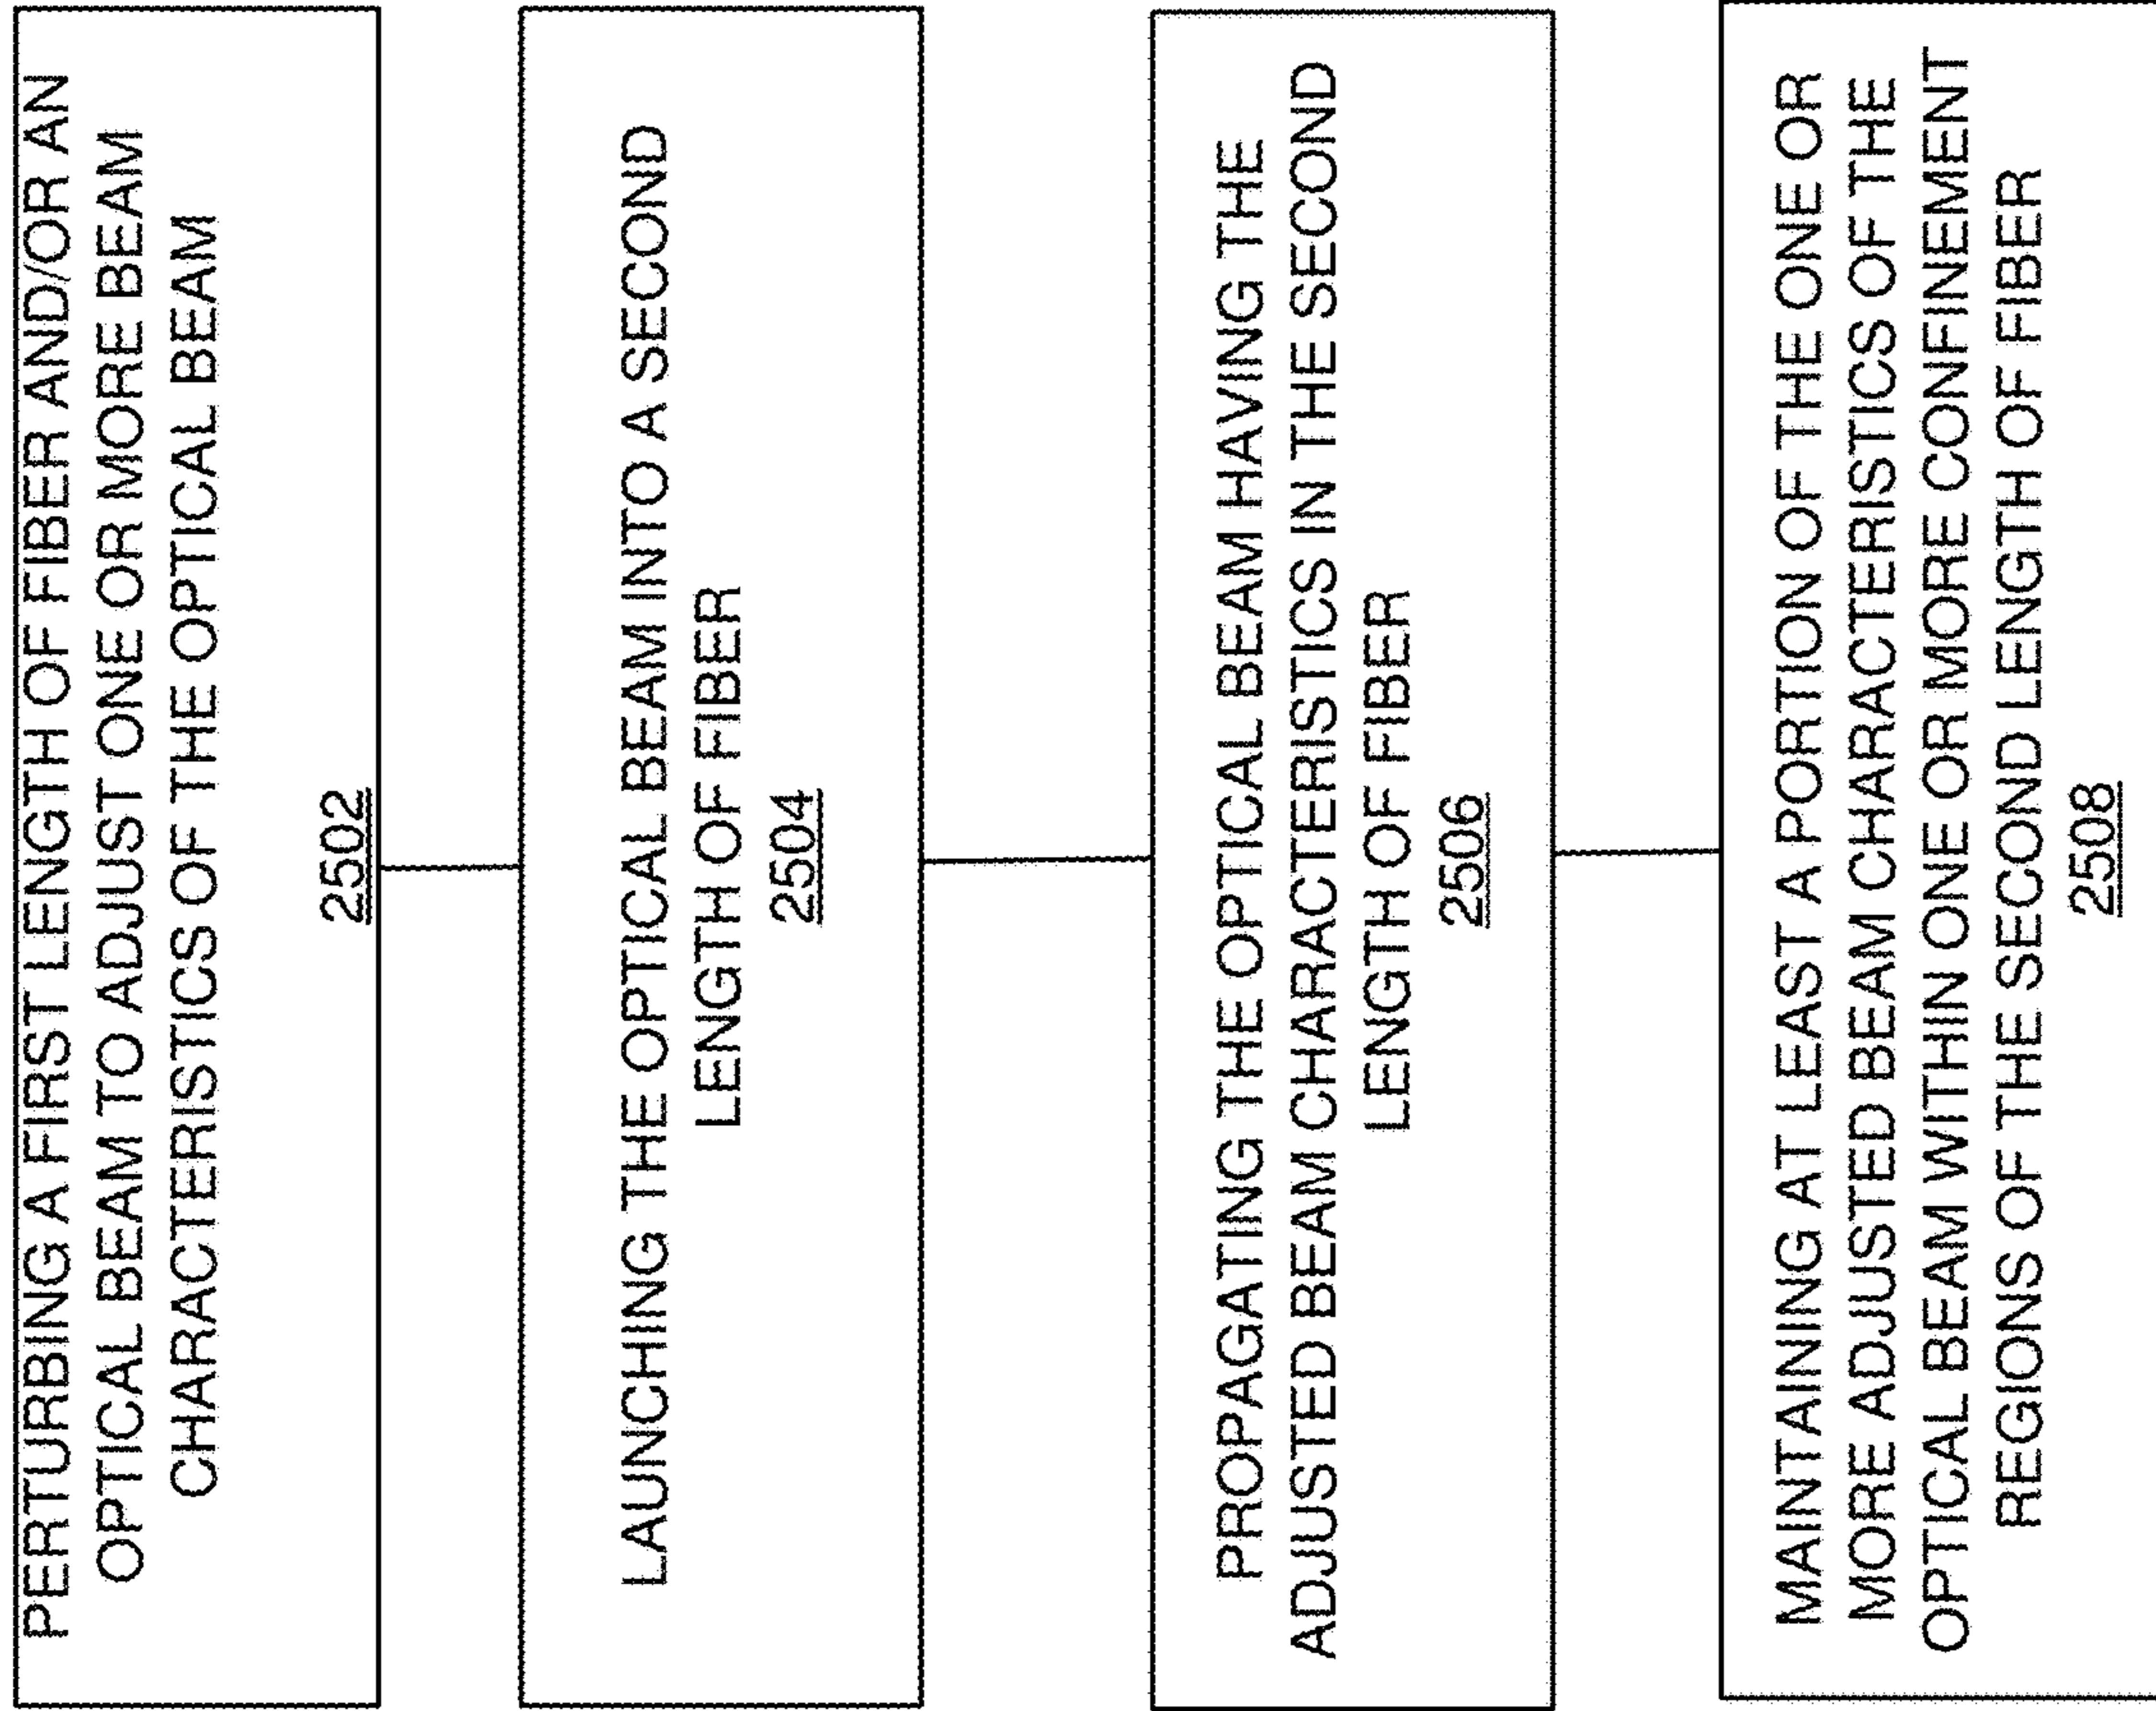 PERTURBING A FIRST LENGTH OF FIBER AND/OR AN
OPTICAL BEAM TO ADJUST ONE OR MORE BEAM
CHARACTERISTICS OF THE OPTICAL BEAM
2502
LAUNCHING THE OPTICAL BEAM INTO A SECOND
LENGTH OF FIBER
2504
PROPAGATING THE OPTICAL BEAM HAVING THE
ADJUSTED BEAM CHARACTERISTICS IN THE SECOND
LENGTH OF FIBER
2506
MAINTAINING AT LEAST A PORTION OF THE ONE OR
MORE ADJUSTED BEAM CHARACTERISTICS OF THE
OPTICAL BEAM WITHIN ONE OR MORE CONFINEMENT
REGIONS OF THE SECOND LENGTH OF FIBER
2508